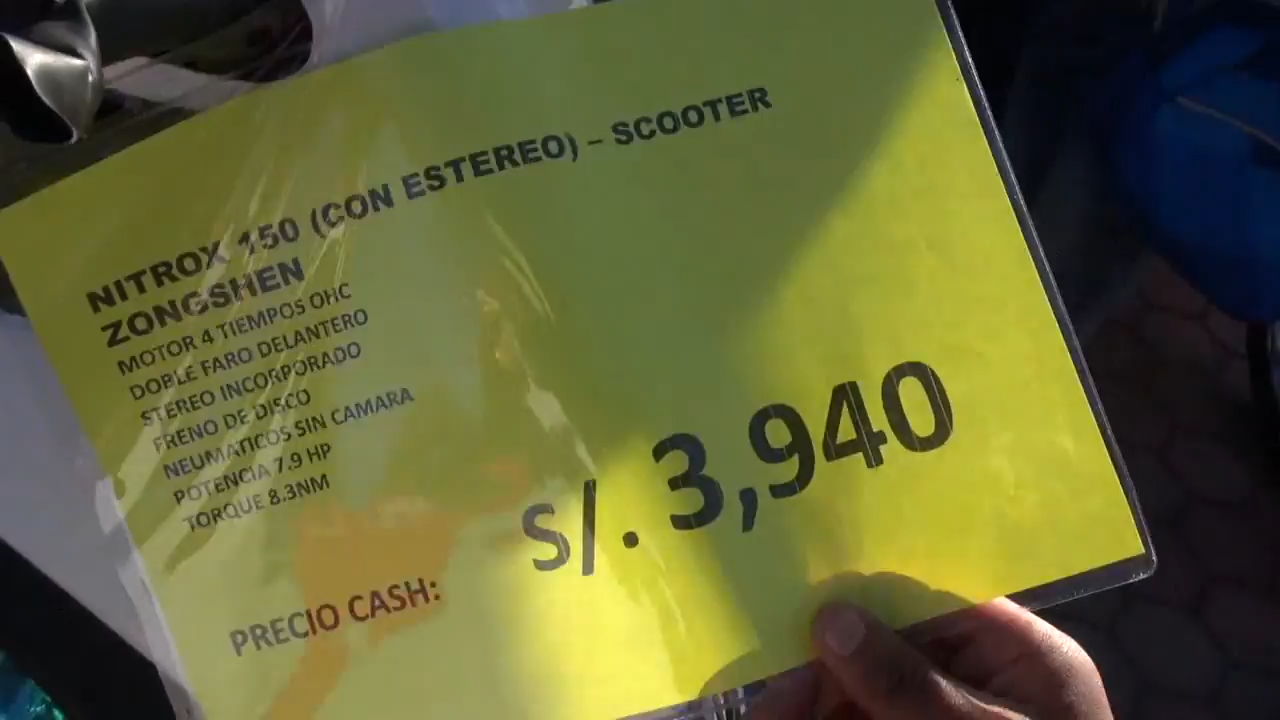 NITROX 150 (CON ESTEREO) – SCOOTER
ZONGSHEN
MOTOR 4 TIEMPOS OHC
DOBLE FARO DELANTERO
STEREO INCORPORADO
FRENO DE DISCO
NEUMATICOS SIN CAMARA
POTENCIA 7.9 HP
TORQUE 8.3NM
PRECIO CASH: S/. 3,940